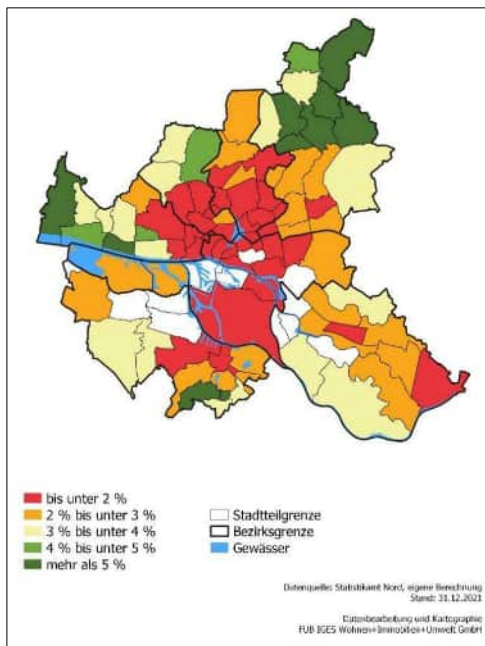 bis unter 2 %
2 % bis unter 3 %
3 % bis unter 4 %
4 % bis unter 5 %
mehr als 5 %
Stadtteilgrenze
Bezirksgrenze
Gewässer
Datenquelle: Statistikamt Nord, eigene Berechnung
Stand: 31.12.2021
Datenbearbeitung und Kartographie
FUB IGES Wohnen+Immobilien+Umwelt GmbH